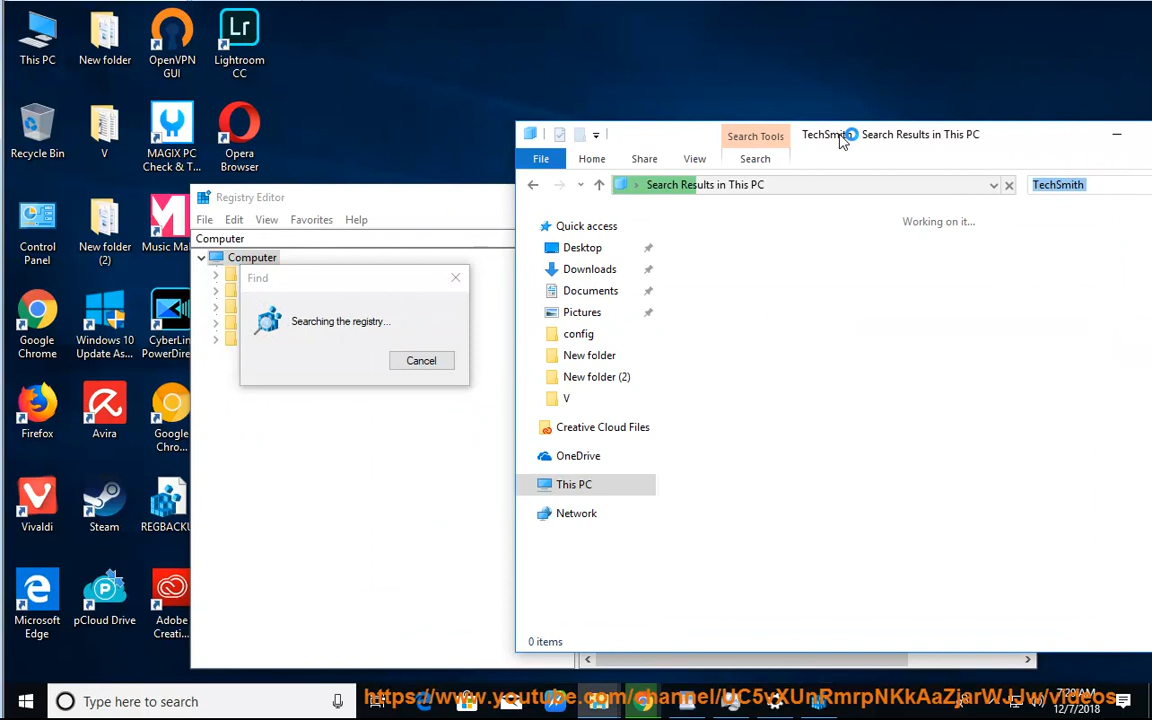 This PC
New folder
OpenVPN
GUI
Lightroom
CC
Recycle Bin
V
MAGIX PC
Check & T...
Opera
Browser
Control
Panel
New folder
(2)
Music Ma
Google
Chrome
Windows 10
Update As...
CyberLin
PowerDire
Firefox
Avira
Google
Chro...
Vivaldi
Steam
REGBACKU
Microsoft
Edge
pCloud Drive
Adobe
Creati...
Registry Editor
File Edit View Favorites Help
Computer
Computer
Find
Searching the registry...
Cancel
Search Tools
TechSmith Search Results in This PC
File Home Share View Search
Search Results in This PC
TechSmith
Working on it...
Quick access
Desktop
Downloads
Documents
Pictures
config
New folder
New folder (2)
V
Creative Cloud Files
OneDrive
This PC
Network
0 items
Type here to search
12/7/2018